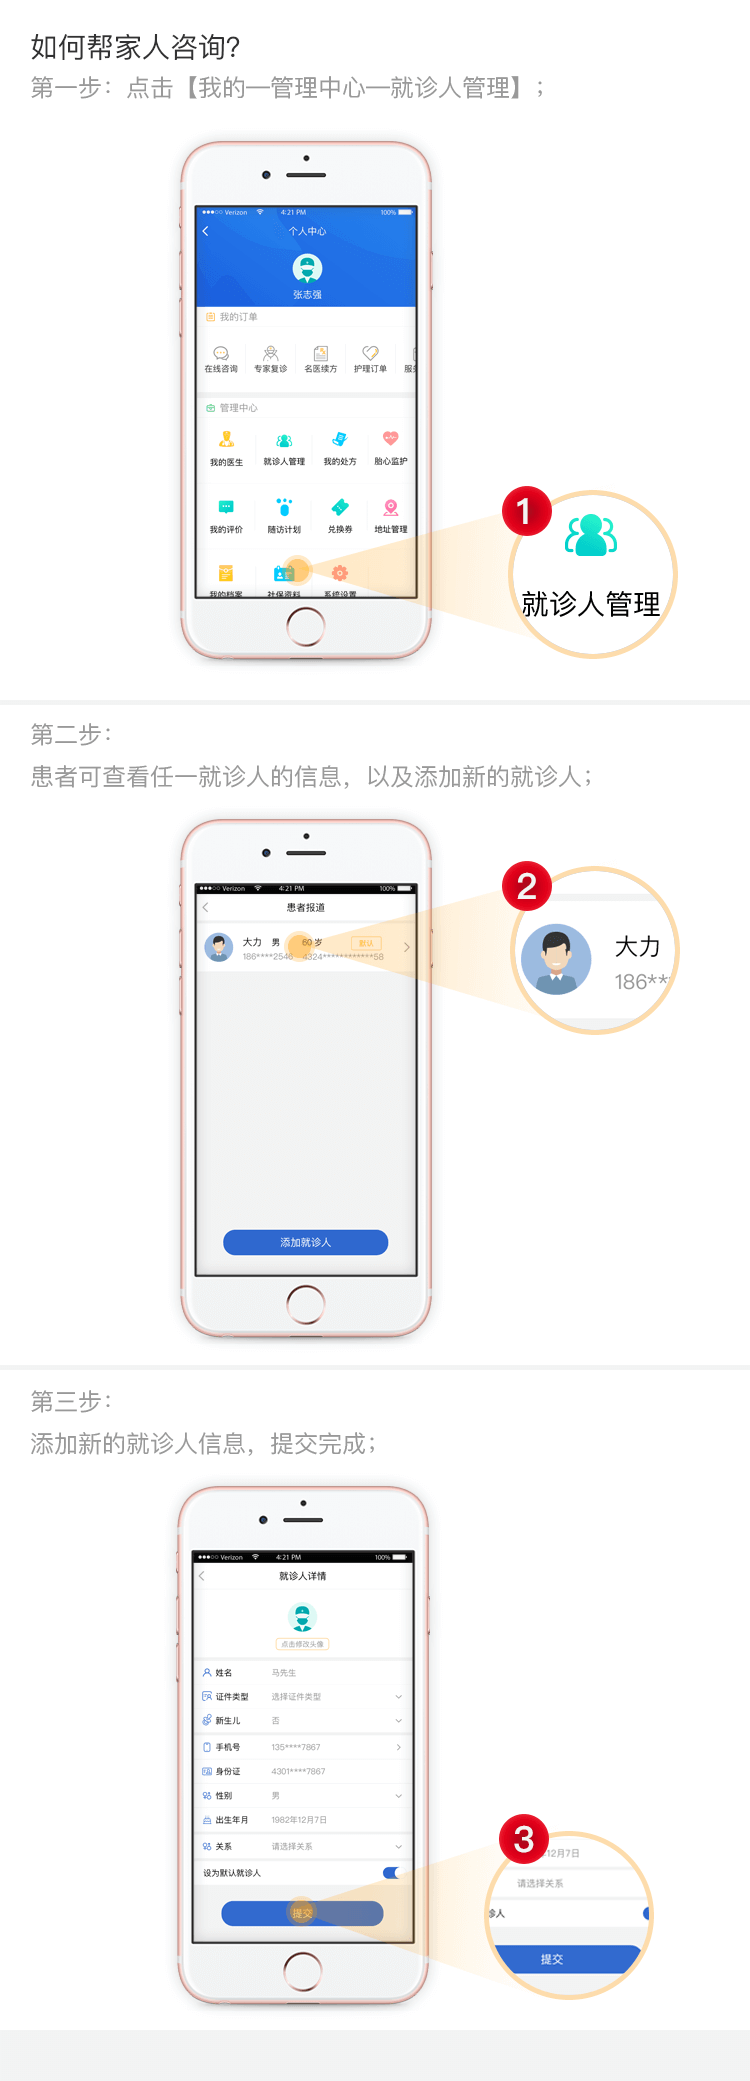 如何帮家人咨询?
第一步：点击【我的—管理中心—就诊人管理】；
Verizon 4:21 PM 100%
个人中心
张志强
我的订单
在线咨询 专家复诊 名医续方 护理订单 服务
管理中心
我的医生 就诊人管理 我的处方 胎心监护
我的评价 随访计划 兑换券 地址管理
我的档案 社保资料 系统设置
1
就诊人管理
第二步：
患者可查看任一就诊人的信息，以及添加新的就诊人；
Verizon 4:21 PM 100%
患者报道
大力 男 60 岁 默认
186****2546 4324************58
添加就诊人
2
大力
186**
第三步：
添加新的就诊人信息，提交完成；
Verizon 4:21 PM 100%
就诊人详情
点击修改头像
姓名 马先生
证件类型 选择证件类型
新生儿 否
手机号 135****7867
身份证 4301****7867
性别 男
出生年月 1982年12月7日
关系 请选择关系
设为默认就诊人
提交
3
12月7日
请选择关系
诊人
提交